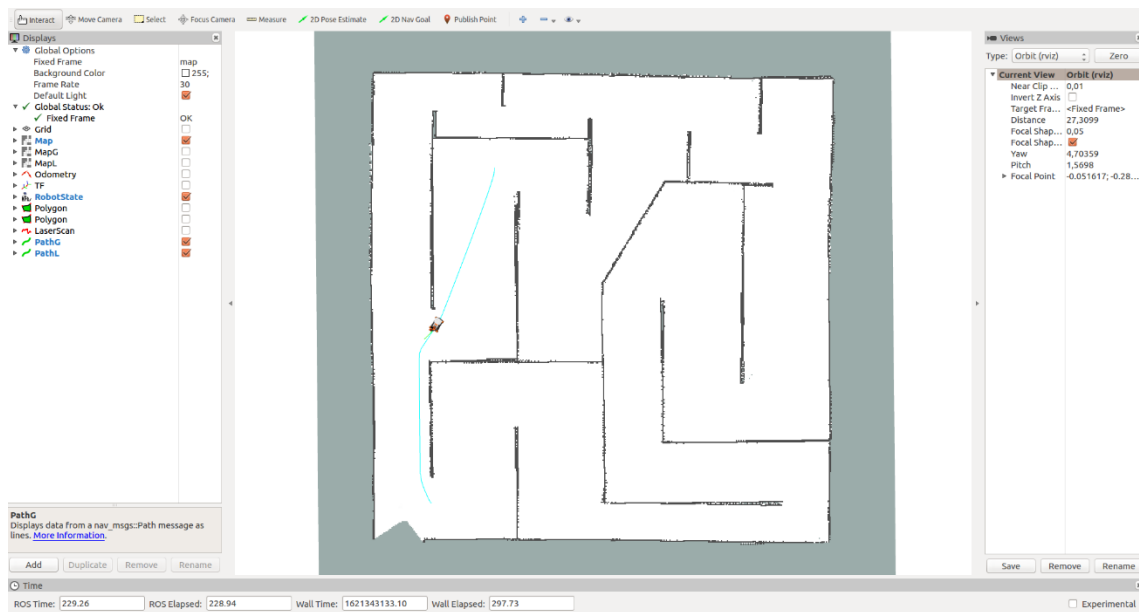 Interact Move Camera Select Focus Camera Measure 2D Pose Estimate 2D Nav Goal Publish Point
Displays
Global Options
Fixed Frame map
Background Color 255;
Frame Rate 30
Default Light
Global Status: Ok
Fixed Frame OK
Grid
Map
MapG
MapL
Odometry
TF
RobotState
Polygon
Polygon
LaserScan
PathG
PathL
PathG
Displays data from a nav_msgs::Path message as
lines. More Information.
Add Duplicate Remove Rename
Views
Type: Orbit (rviz) Zero
Current View Orbit (rviz)
Near Clip ... 0,01
Invert Z Axis
Target Fra... <Fixed Frame>
Distance 27,3099
Focal Shap... 0,05
Focal Shap...
Yaw 4,70359
Pitch 1,5698
Focal Point -0.051617; -0.28...
Save Remove Rename
Time
ROS Time: 229.26 ROS Elapsed: 228.94 Wall Time: 1621343133.10 Wall Elapsed: 297.73 Experimental